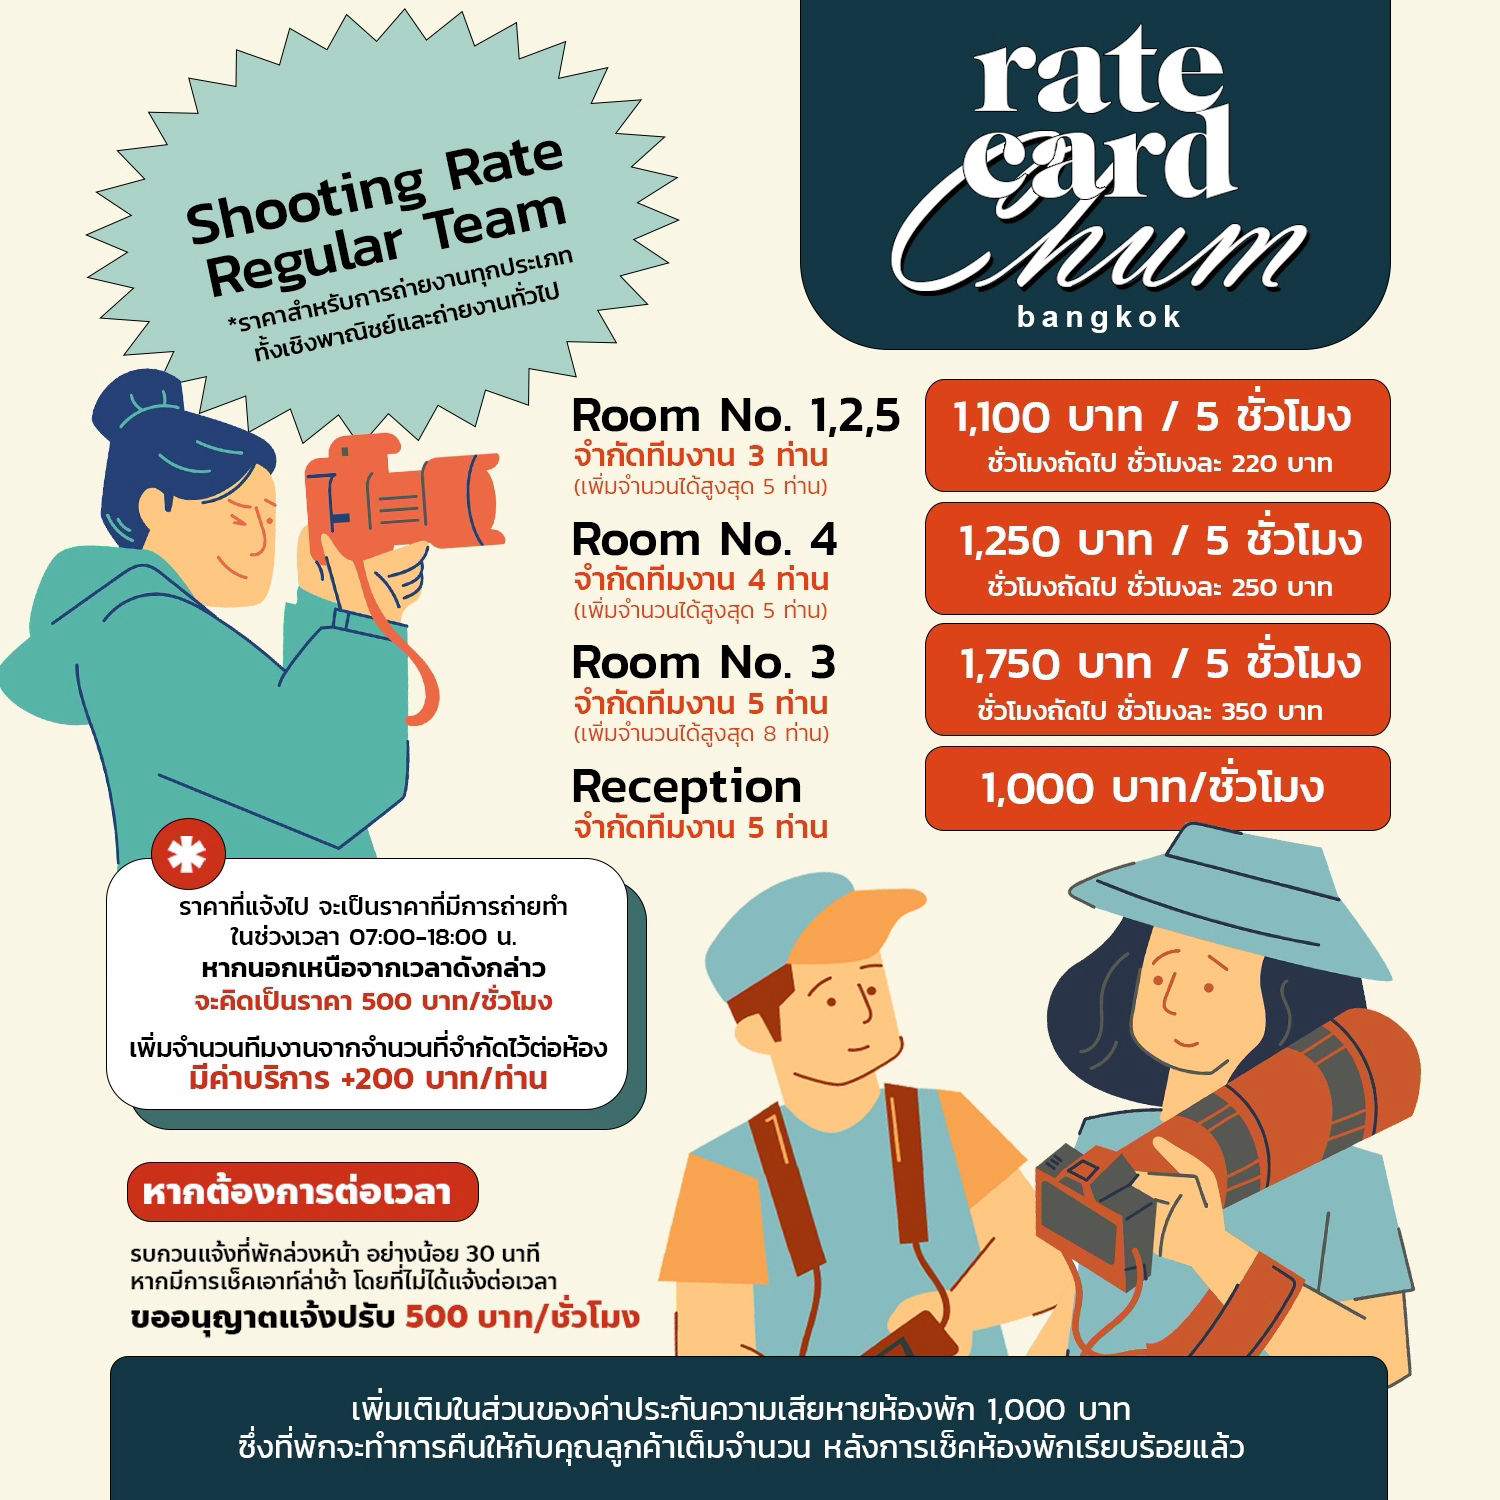 Shooting Rate
Regular Team
*ราคาสำหรับการถ่ายงานทุกประเภท
ทั้งเชิงพาณิชย์และถ่ายงานทั่วไป
rate
card
Chum
bangkok
Room No. 1,2,5
จำกัดทีมงาน 3 ท่าน
(เพิ่มจำนวนได้สูงสุด 5 ท่าน)
1,100 บาท / 5 ชั่วโมง
ชั่วโมงถัดไป ชั่วโมงละ 220 บาท
Room No. 4
จำกัดทีมงาน 4 ท่าน
(เพิ่มจำนวนได้สูงสุด 5 ท่าน)
1,250 บาท / 5 ชั่วโมง
ชั่วโมงถัดไป ชั่วโมงละ 250 บาท
Room No. 3
จำกัดทีมงาน 5 ท่าน
(เพิ่มจำนวนได้สูงสุด 8 ท่าน)
1,750 บาท / 5 ชั่วโมง
ชั่วโมงถัดไป ชั่วโมงละ 350 บาท
Reception
จำกัดทีมงาน 5 ท่าน
1,000 บาท/ชั่วโมง
*
ราคาที่แจ้งไป จะเป็นราคาที่มีการถ่ายทำ
ในช่วงเวลา 07:00-18:00 น.
หากนอกเหนือจากเวลาดังกล่าว
จะคิดเป็นราคา 500 บาท/ชั่วโมง
เพิ่มจำนวนทีมงานจากจำนวนที่จำกัดไว้ต่อห้อง
มีค่าบริการ +200 บาท/ท่าน
หากต้องการต่อเวลา
รบกวนแจ้งที่พักล่วงหน้า อย่างน้อย 30 นาที
หากมีการเช็คเอาท์ล่าช้า โดยที่ไม่ได้แจ้งต่อเวลา
ขออนุญาตแจ้งปรับ 500 บาท/ชั่วโมง
เพิ่มเติมในส่วนของค่าประกันความเสียหายห้องพัก 1,000 บาท
ซึ่งที่พักจะทำการคืนให้กับคุณลูกค้าเต็มจำนวน หลังการเช็คห้องพักเรียบร้อยแล้ว